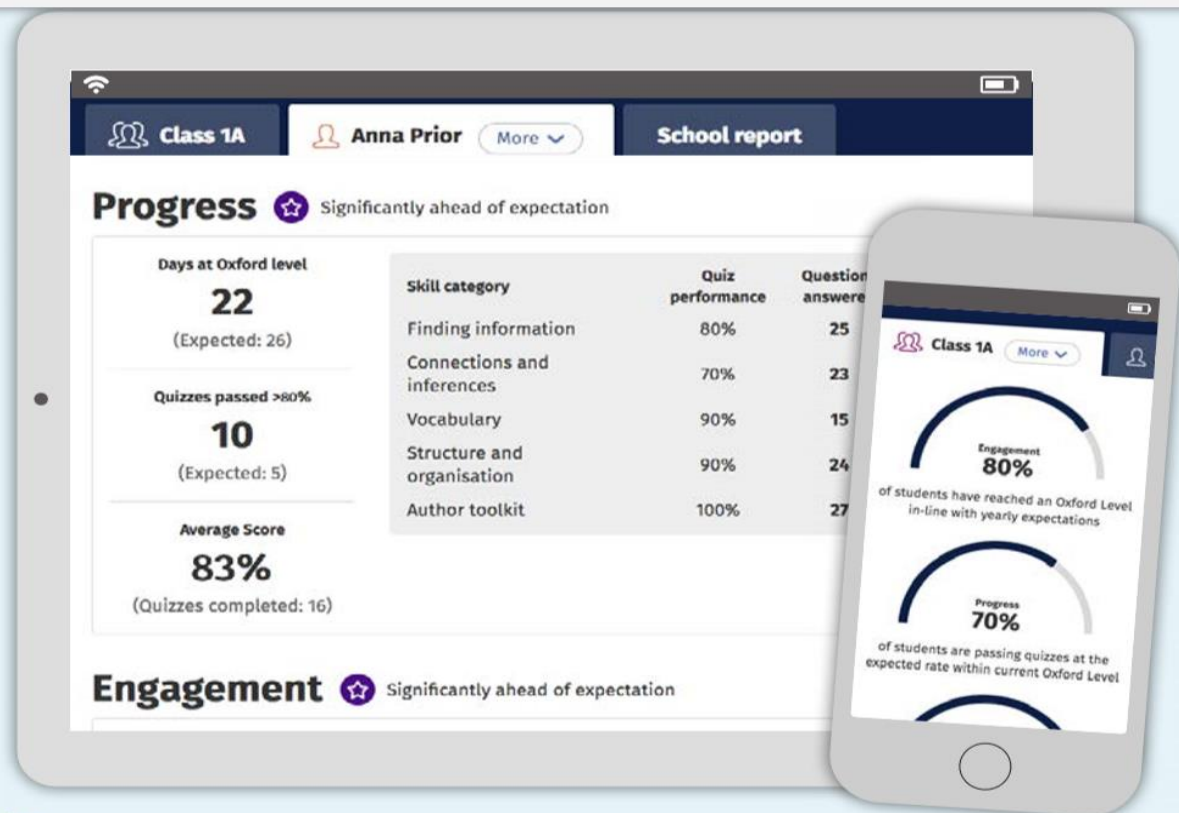 Class 1A
Anna Prior
More
School report
Progress
Significantly ahead of expectation
Days at Oxford level
22
(Expected: 26)
Quizzes passed >80%
10
(Expected: 5)
Average Score
83%
(Quizzes completed: 16)
Skill category
Quiz
performance
Question
answere
Finding information
80%
25
Connections and
inferences
70%
23
Vocabulary
90%
15
Structure and
organisation
90%
24
Author toolkit
100%
27
Engagement
Significantly ahead of expectation
Class 1A
More
Engagement
80%
of students have reached an Oxford Level
in-line with yearly expectations
Progress
70%
of students are passing quizzes at the
expected rate within current Oxford Level